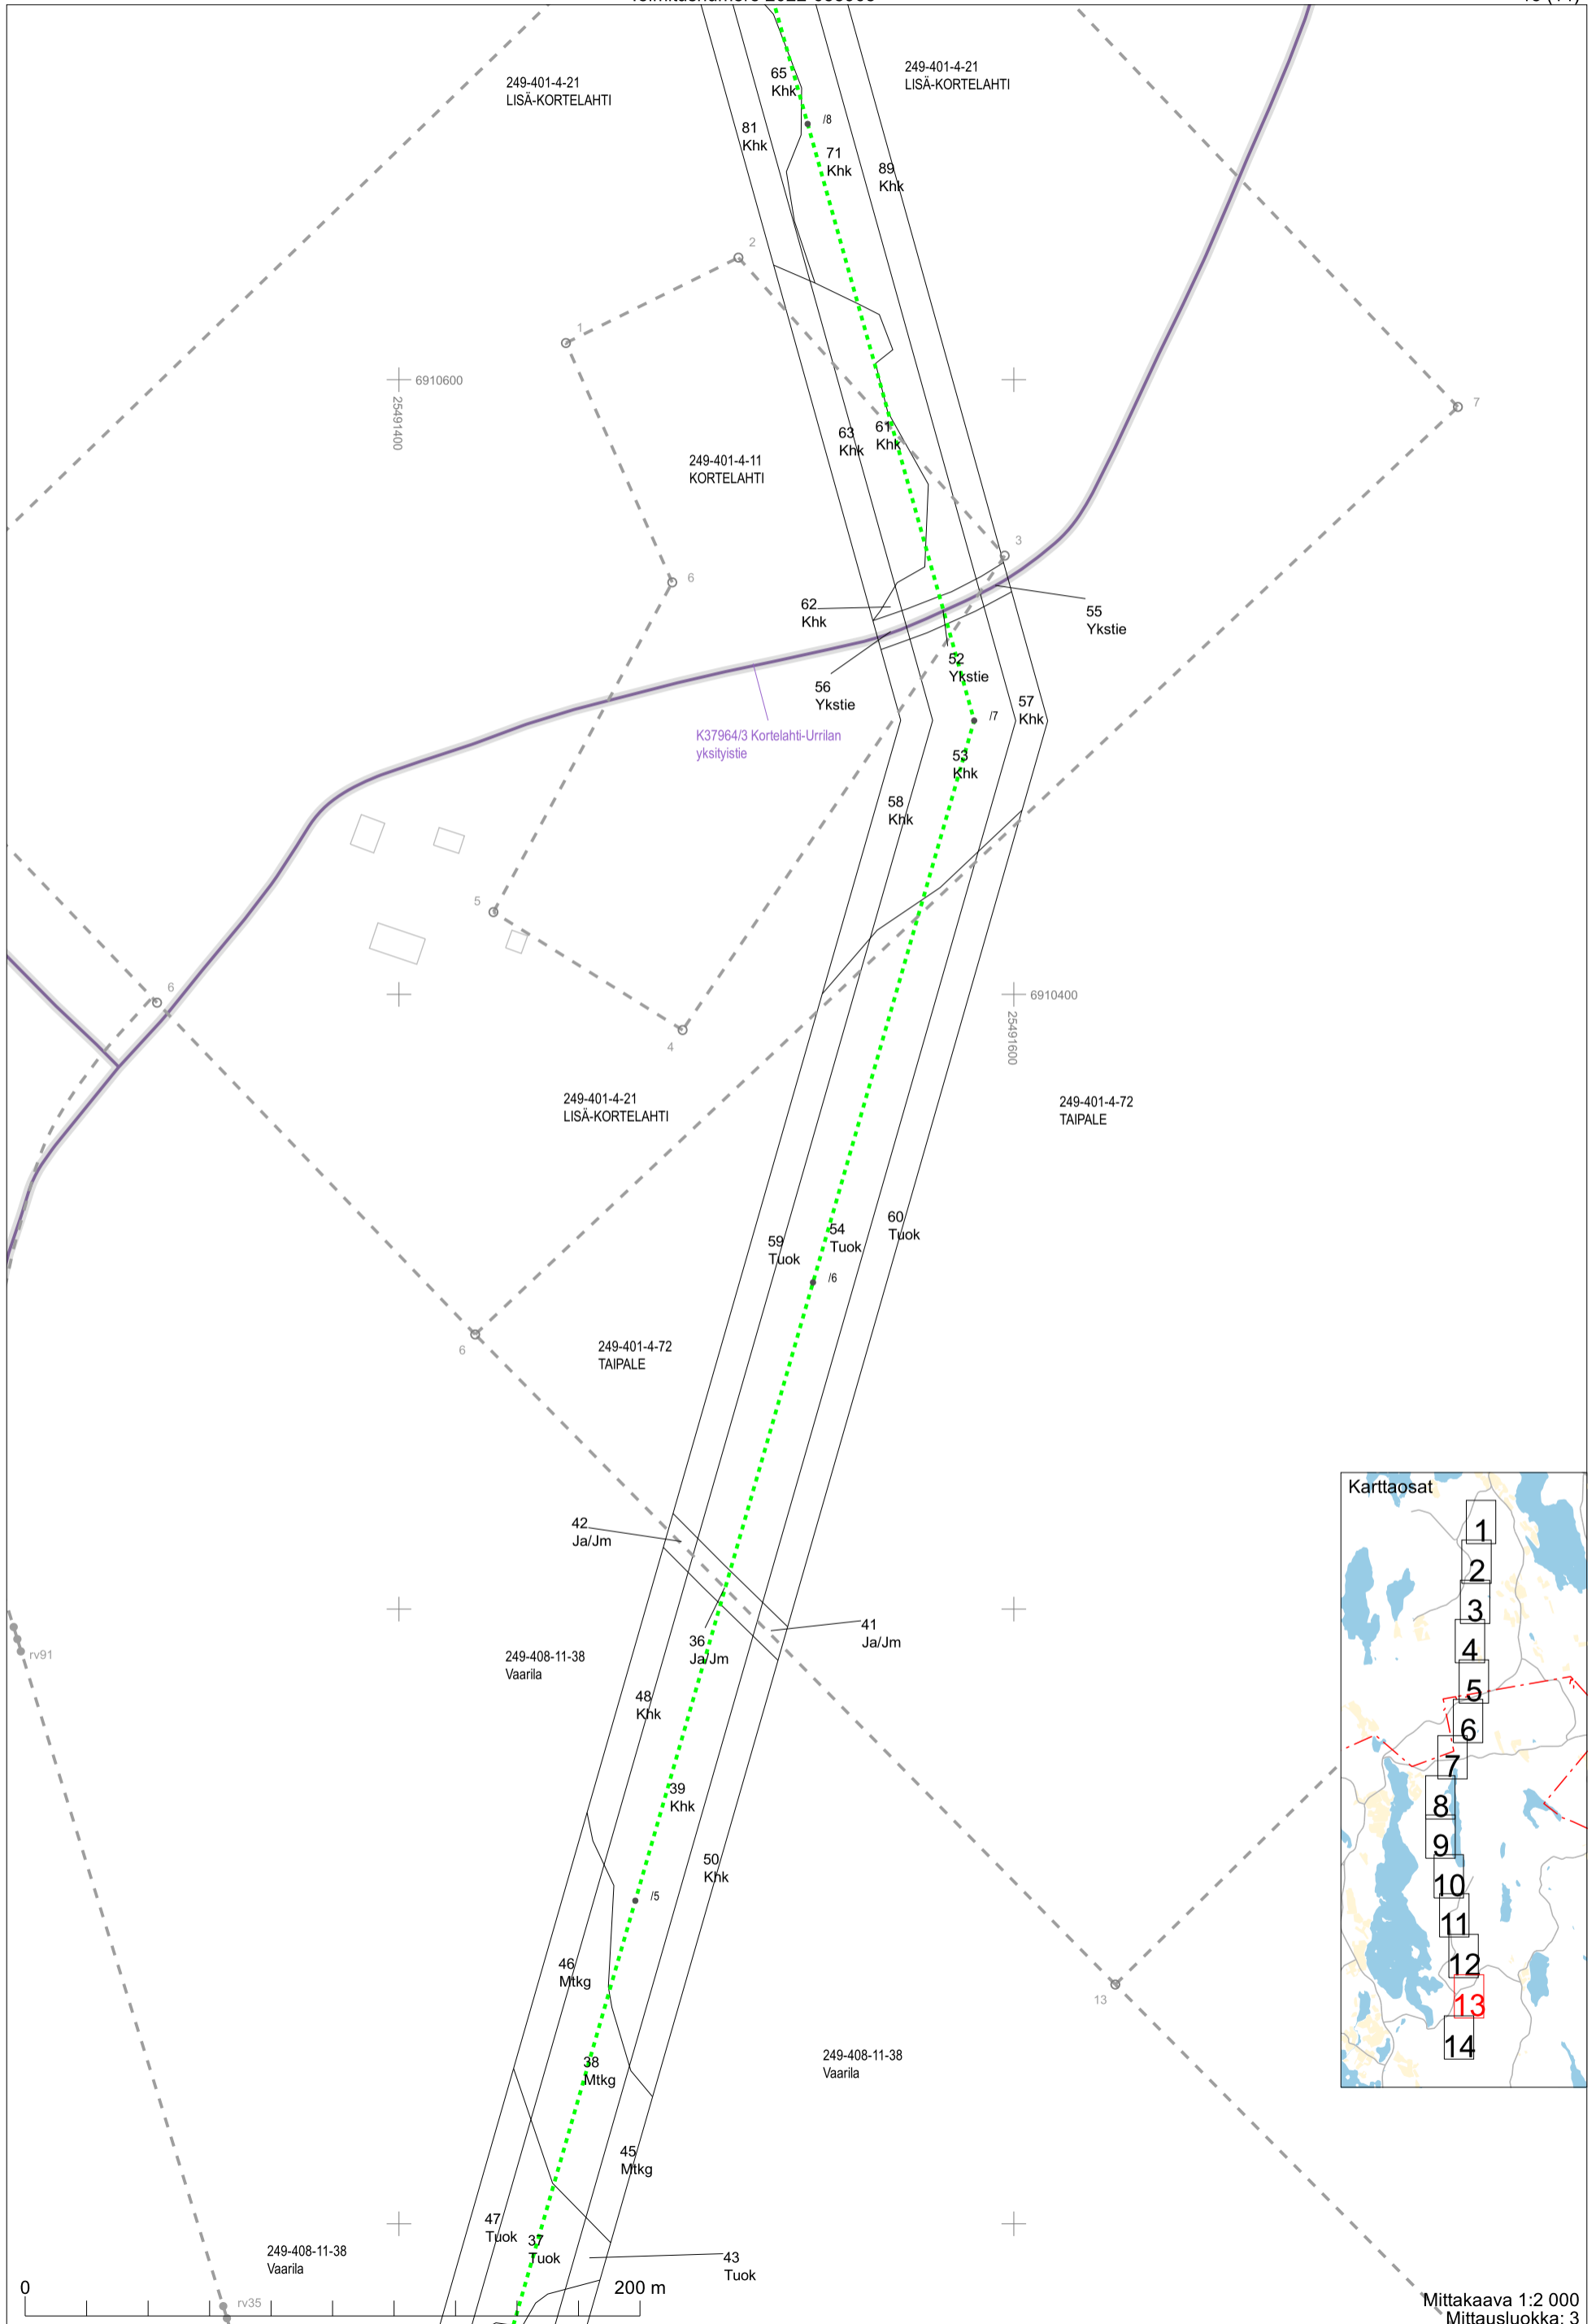 249-401-4-21
LISÄ-KORTELAHTI
65
Khk
249-401-4-21
LISÄ-KORTELAHTI
81
Khk
/8
71
Khk
89
Khk
2
1
6910600
25491400
7
63
Khk
61
Khk
249-401-4-11
KORTELAHTI
3
6
62
Khk
55
Ykstie
52
Ykstie
56
Ykstie
57
Khk
/7
K37964/3 Kortelahti-Urrilan
yksityistie
53
Khk
58
Khk
5
6
6910400
25491600
4
249-401-4-21
LISÄ-KORTELAHTI
249-401-4-72
TAIPALE
60
Tuok
54
Tuok
59
Tuok
/6
6
249-401-4-72
TAIPALE
Karttaosat
1
2
3
4
5
6
7
8
9
10
11
12
13
14
42
Ja/Jm
41
Ja/Jm
36
Ja/Jm
rv91
249-408-11-38
Vaarila
48
Khk
39
Khk
50
Khk
/5
46
Mtkg
13
38
Mtkg
249-408-11-38
Vaarila
45
Mtkg
47
Tuok
37
Tuok
43
Tuok
249-408-11-38
Vaarila
0
200 m
rv35
Mittakaava 1:2 000
Mittausluokka: 3